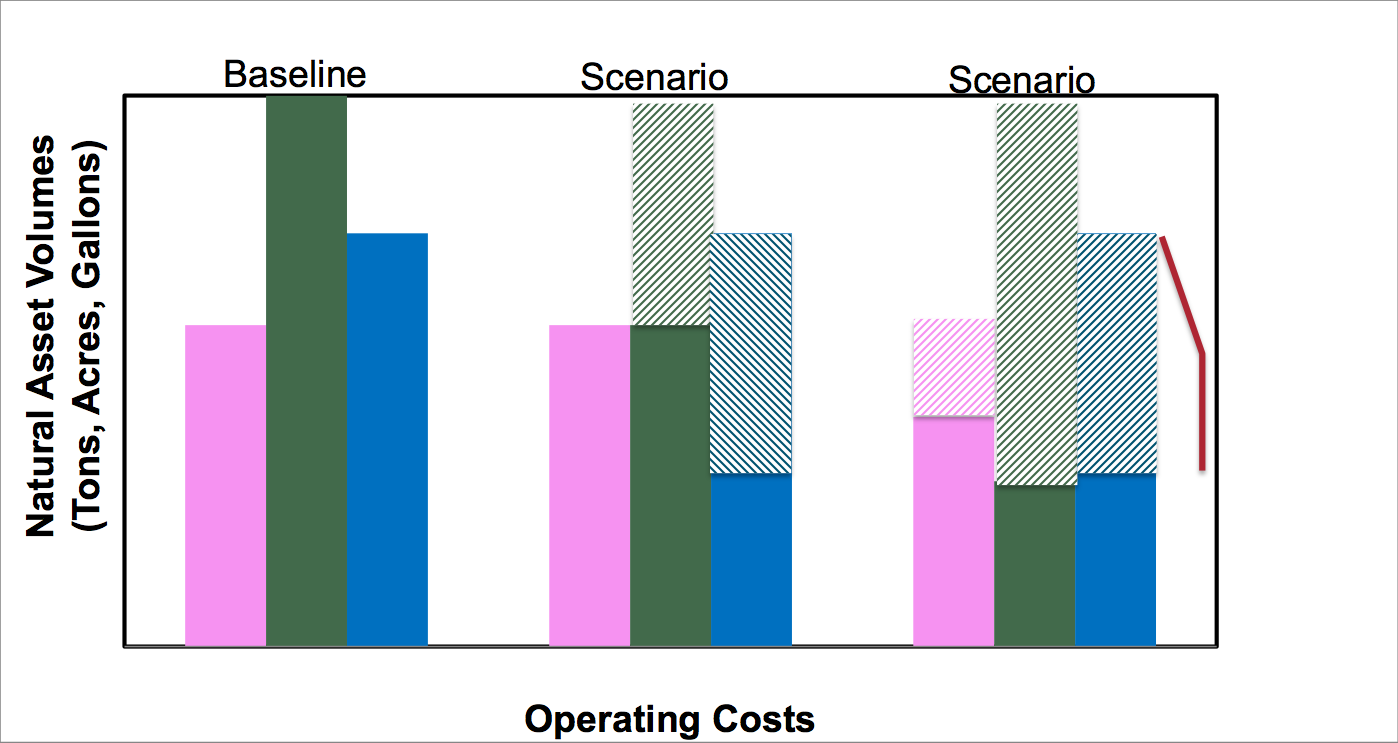 Baseline
Scenario
Scenario
Natural Asset Volumes
(Tons, Acres, Gallons)
Operating Costs